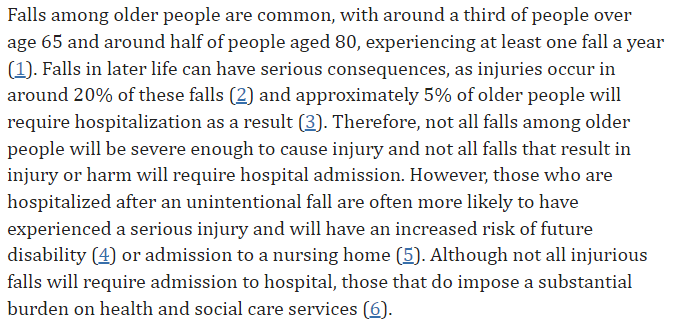 Falls among older people are common, with around a third of people over
age 65 and around half of people aged 80, experiencing at least one fall a year
(1). Falls in later life can have serious consequences, as injuries occur in
around 20% of these falls (2) and approximately 5% of older people will
require hospitalization as a result (3). Therefore, not all falls among older
people will be severe enough to cause injury and not all falls that result in
injury or harm will require hospital admission. However, those who are
hospitalized after an unintentional fall are often more likely to have
experienced a serious injury and will have an increased risk of future
disability (4) or admission to a nursing home (5). Although not all injurious
falls will require admission to hospital, those that do impose a substantial
burden on health and social care services (6).